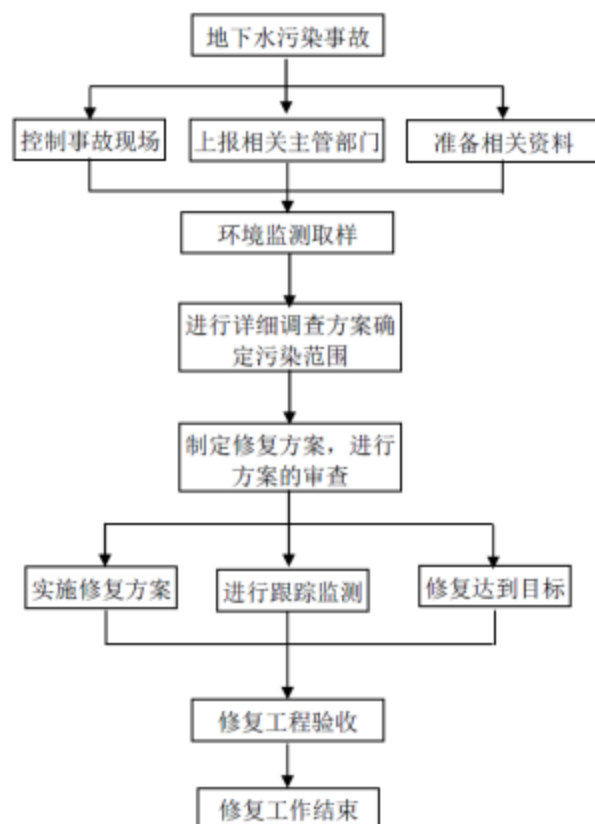 地下水污染事故
控制事故现场
上报相关主管部门
准备相关资料
环境监测取样
进行详细调查方案确
定污染范围
制定修复方案，进行
方案的审查
实施修复方案
进行跟踪监测
修复达到目标
修复工程验收
修复工作结束